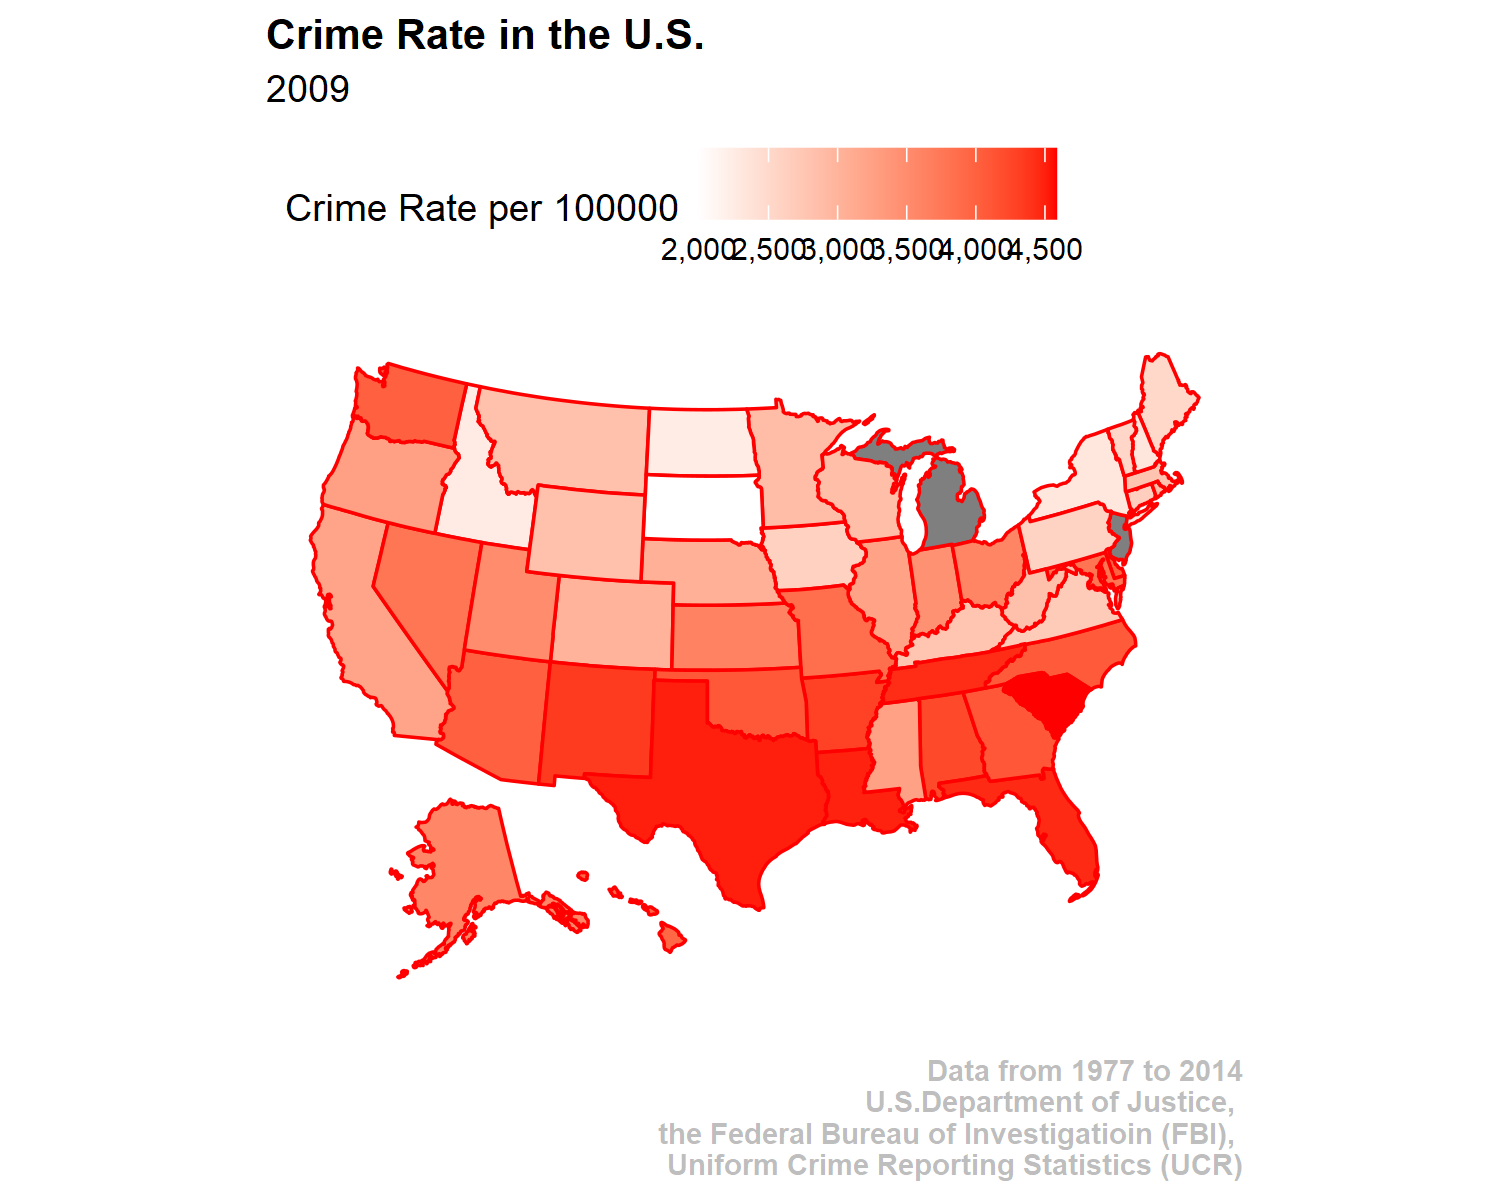 Crime Rate in the U.S.
2009
Crime Rate per 100000
2,000 2,500 3,000 3,500 4,000 4,500
Data from 1977 to 2014
U.S.Department of Justice,
the Federal Bureau of Investigatioin (FBI),
Uniform Crime Reporting Statistics (UCR)